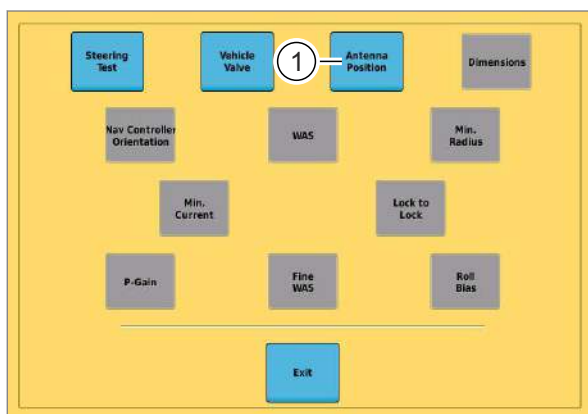 Steering
Test
Vehicle
Valve
1
Antenna
Position
Dimensions
Nav Controller
Orientation
WAS
Min.
Radius
Min.
Current
Lock to
Lock
P-Gain
Fine
WAS
Roll
Bias
Exit